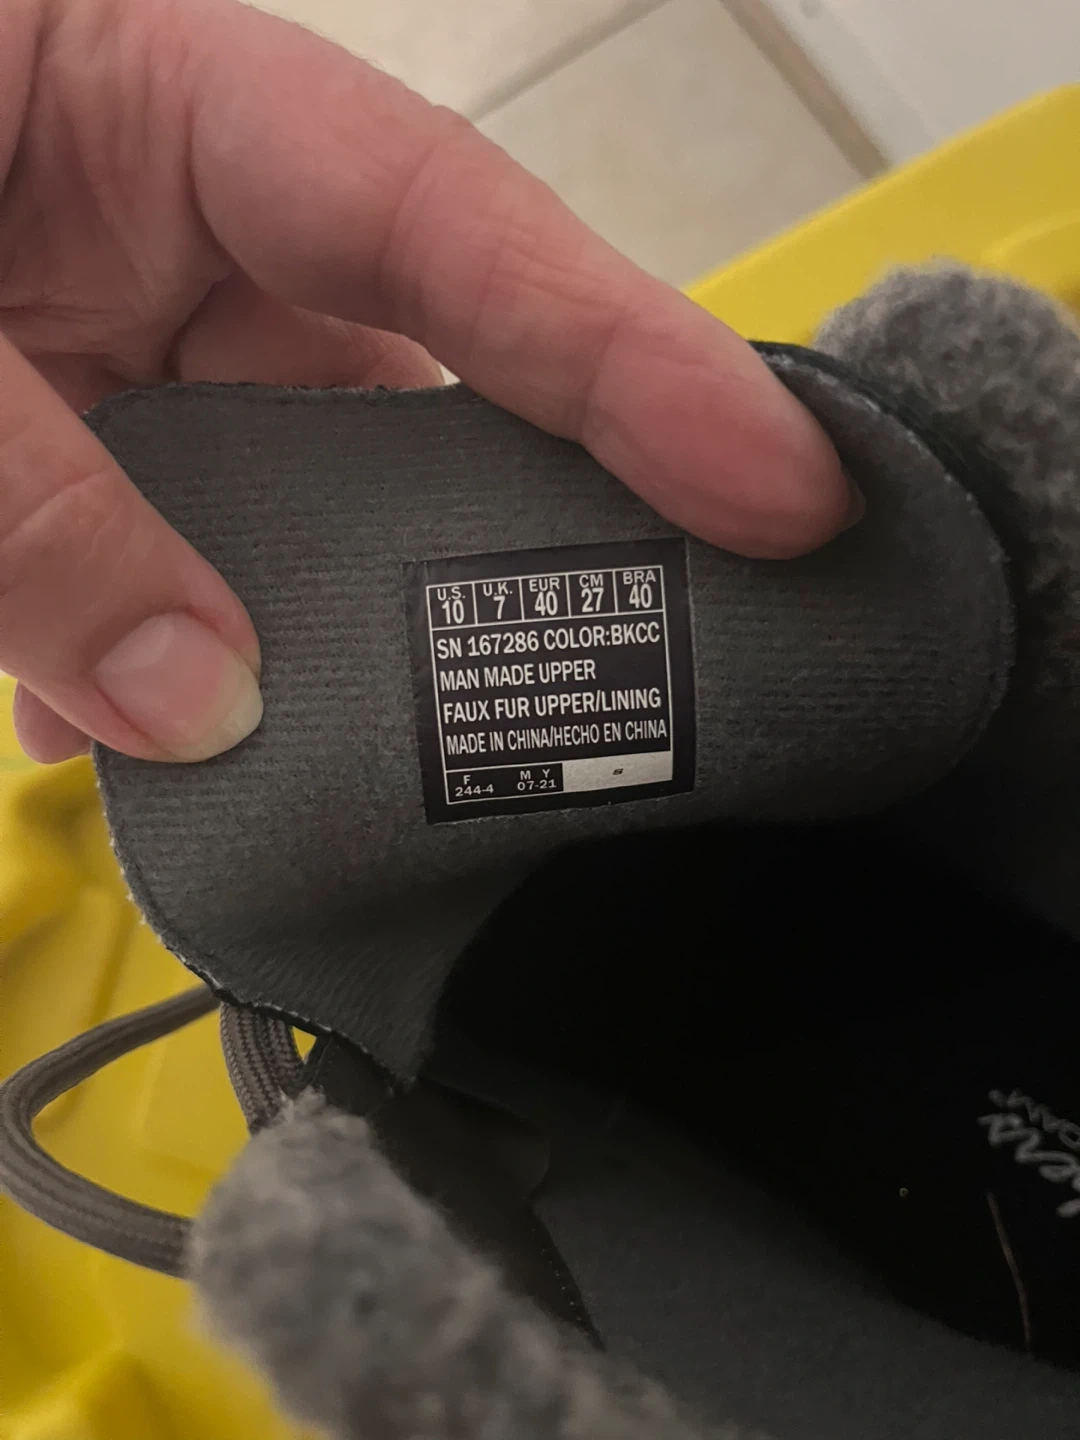 U.S. U.K. EUR CM BRA
10 7 40 27 40
SN 167286 COLOR:BKCC
MAN MADE UPPER
FAUX FUR UPPER/LINING
MADE IN CHINA/HECHO EN CHINA
F M Y S
244-4 07-21